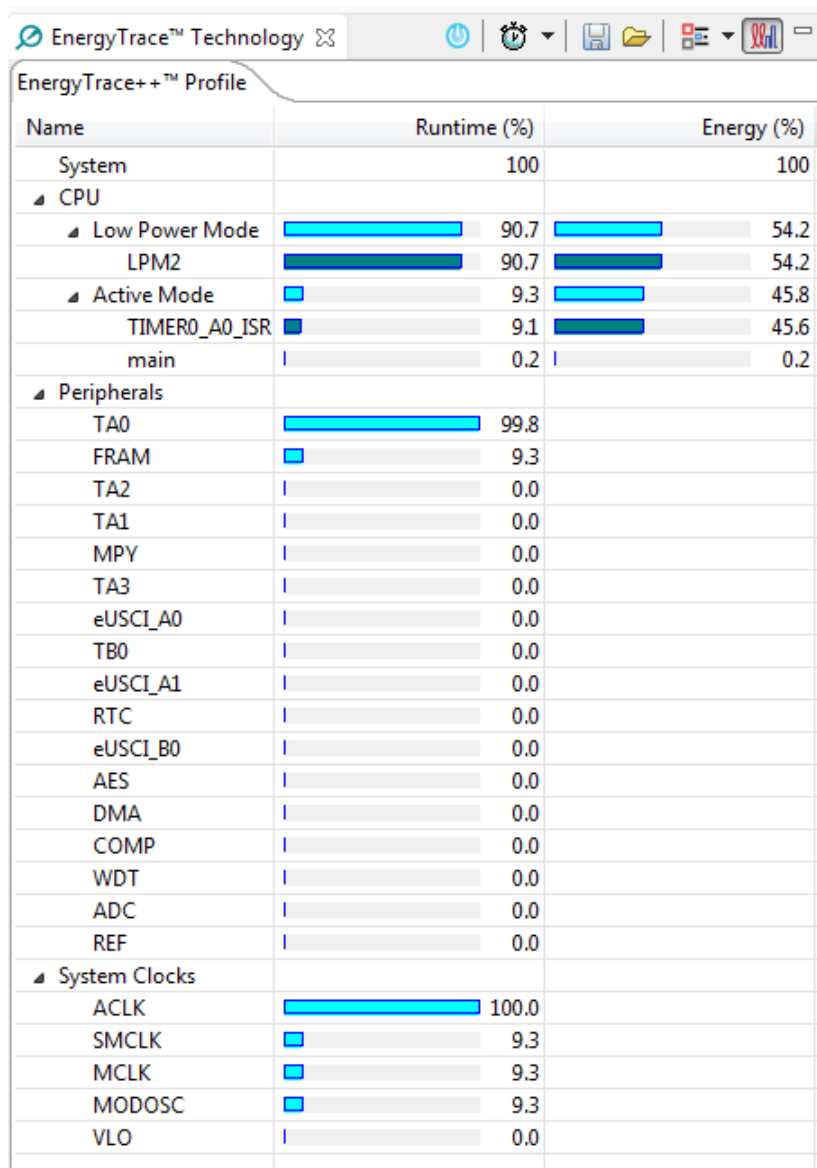 EnergyTrace™ Technology
EnergyTrace++™ Profile
Name Runtime (%) Energy (%)
System 100 100
CPU
Low Power Mode 90.7 54.2
LPM2 90.7 54.2
Active Mode 9.3 45.8
TIMER0_A0_ISR 9.1 45.6
main 0.2 0.2
Peripherals
TA0 99.8
FRAM 9.3
TA2 0.0
TA1 0.0
MPY 0.0
TA3 0.0
eUSCI_A0 0.0
TB0 0.0
eUSCI_A1 0.0
RTC 0.0
eUSCI_B0 0.0
AES 0.0
DMA 0.0
COMP 0.0
WDT 0.0
ADC 0.0
REF 0.0
System Clocks
ACLK 100.0
SMCLK 9.3
MCLK 9.3
MODOSC 9.3
VLO 0.0